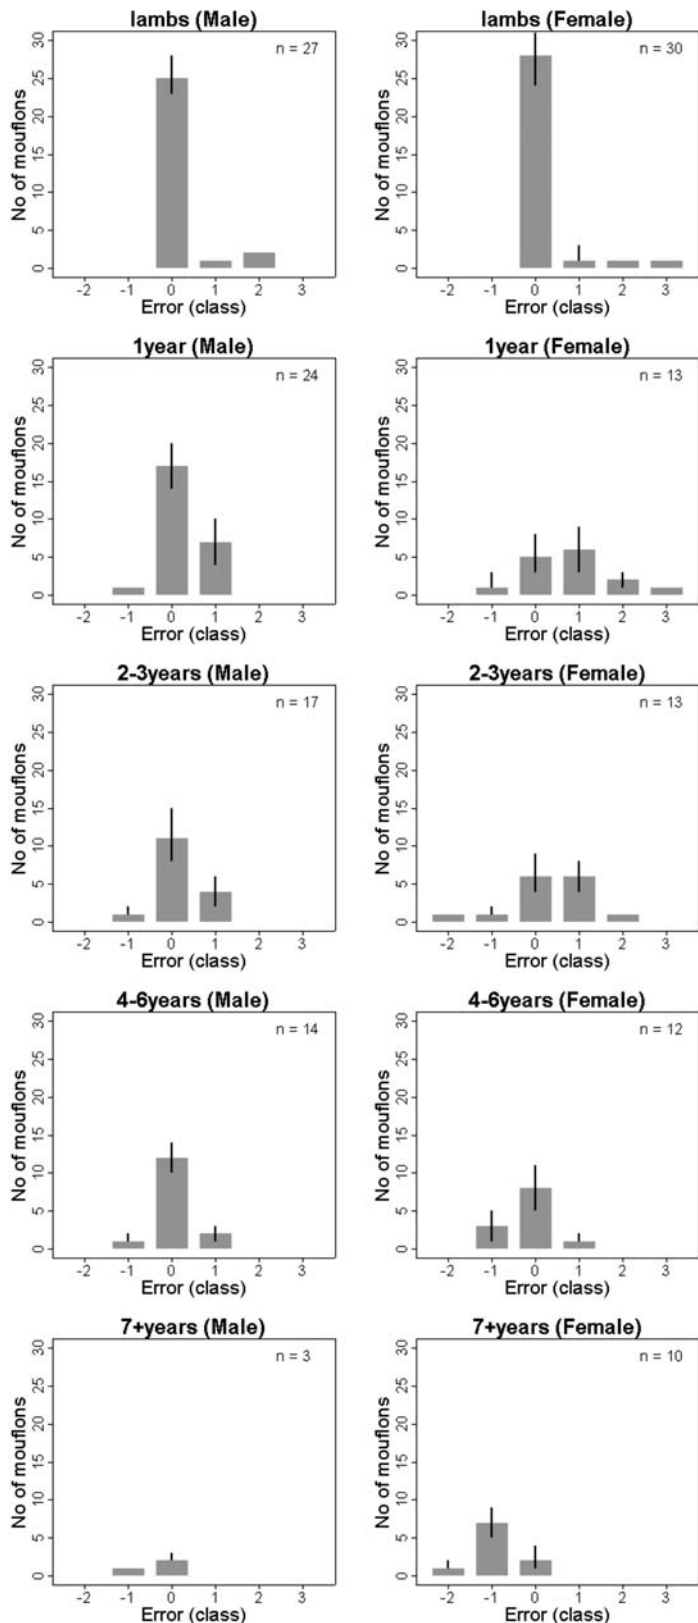 lambs (Male)
n = 27
No of mouflons
30
25
20
15
10
5
0
-2 -1 0 1 2 3
Error (class)
lambs (Female)
n = 30
No of mouflons
30
25
20
15
10
5
0
-2 -1 0 1 2 3
Error (class)
1year (Male)
n = 24
No of mouflons
30
25
20
15
10
5
0
-2 -1 0 1 2 3
Error (class)
1year (Female)
n = 13
No of mouflons
30
25
20
15
10
5
0
-2 -1 0 1 2 3
Error (class)
2-3years (Male)
n = 17
No of mouflons
30
25
20
15
10
5
0
-2 -1 0 1 2 3
Error (class)
2-3years (Female)
n = 13
No of mouflons
30
25
20
15
10
5
0
-2 -1 0 1 2 3
Error (class)
4-6years (Male)
n = 14
No of mouflons
30
25
20
15
10
5
0
-2 -1 0 1 2 3
Error (class)
4-6years (Female)
n = 12
No of mouflons
30
25
20
15
10
5
0
-2 -1 0 1 2 3
Error (class)
7+years (Male)
n = 3
No of mouflons
30
25
20
15
10
5
0
-2 -1 0 1 2 3
Error (class)
7+years (Female)
n = 10
No of mouflons
30
25
20
15
10
5
0
-2 -1 0 1 2 3
Error (class)